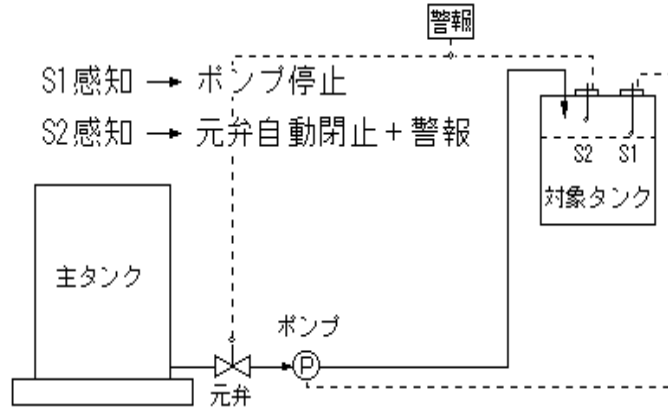 警報
S1感知 → ポンプ停止
S2感知 → 元弁自動閉止+警報
S2 S1
対象タンク
主タンク
ポンプ
P
元弁